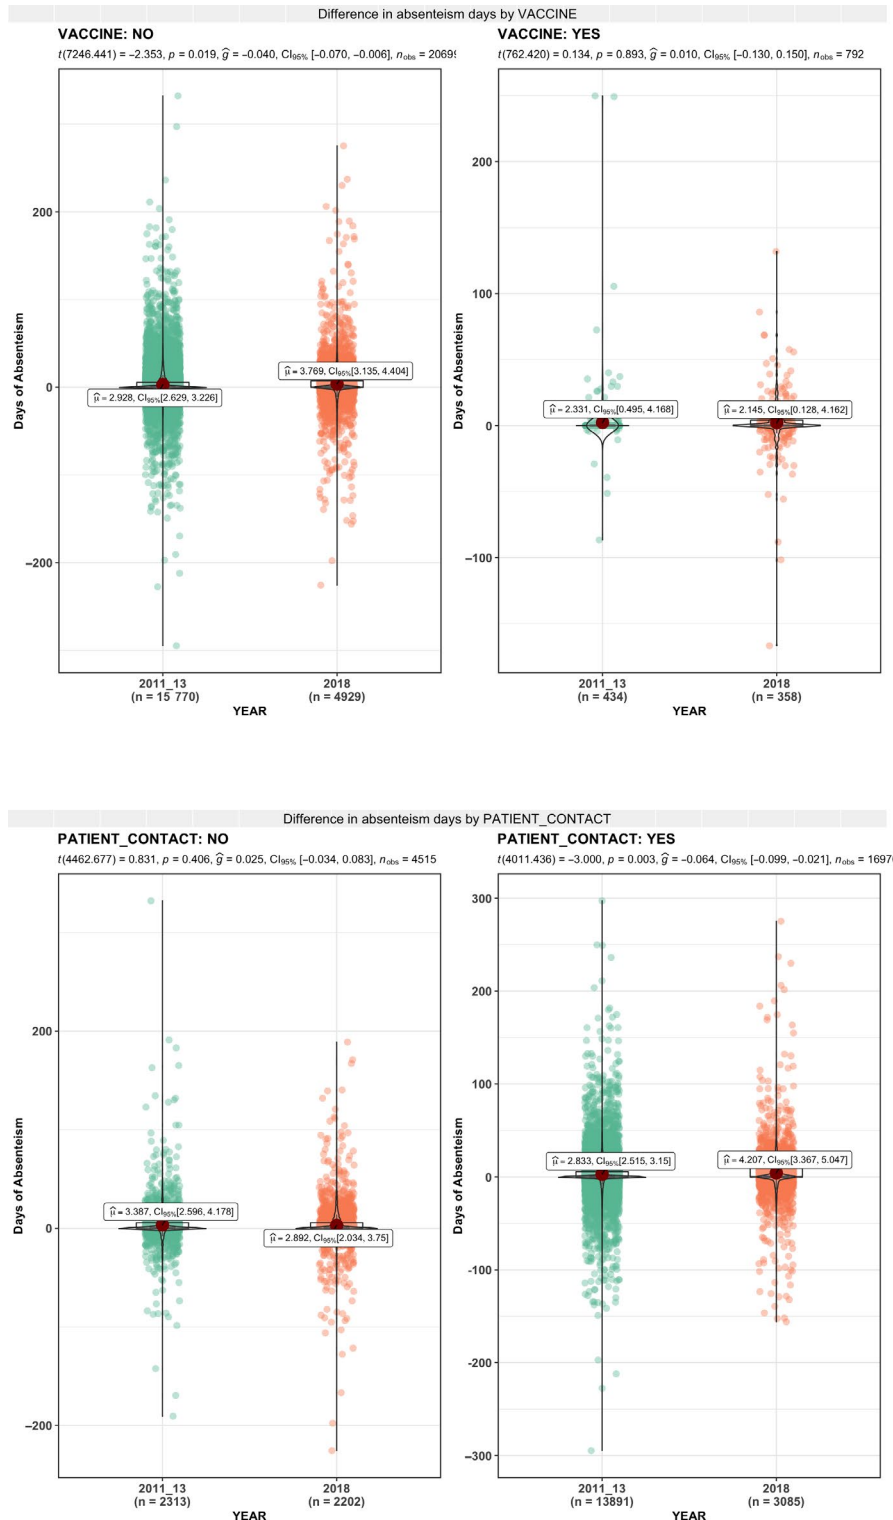 Difference in absenteism days by VACCINE
VACCINE: NO
t(7246.441) = −2.353, p = 0.019, ĝ = −0.040, CI95% [−0.070, −0.006], nobs = 20699
VACCINE: YES
t(762.420) = 0.134, p = 0.893, ĝ = 0.010, CI95% [−0.130, 0.150], nobs = 792
Days of Absenteism
200
0
−200
μ̂ = 2.928, CI95%[2.629, 3.226]
μ̂ = 3.769, CI95%[3.135, 4.404]
2011_13
(n = 15 770)
2018
(n = 4929)
YEAR
Days of Absenteism
200
100
0
−100
μ̂ = 2.331, CI95%[0.495, 4.168]
μ̂ = 2.145, CI95%[0.128, 4.162]
2011_13
(n = 434)
2018
(n = 358)
YEAR
Difference in absenteism days by PATIENT_CONTACT
PATIENT_CONTACT: NO
t(4462.677) = 0.831, p = 0.406, ĝ = 0.025, CI95% [−0.034, 0.083], nobs = 4515
PATIENT_CONTACT: YES
t(4011.436) = −3.000, p = 0.003, ĝ = −0.064, CI95% [−0.099, −0.021], nobs = 1697
Days of Absenteism
200
0
−200
μ̂ = 3.387, CI95%[2.596, 4.178]
μ̂ = 2.892, CI95%[2.034, 3.75]
2011_13
(n = 2313)
2018
(n = 2202)
YEAR
Days of Absenteism
300
200
100
0
-100
-200
−300
μ̂ = 2.833, CI95%[2.515, 3.15]
μ̂ = 4.207, CI95%[3.367, 5.047]
2011_13
(n = 13891)
2018
(n = 3085)
YEAR